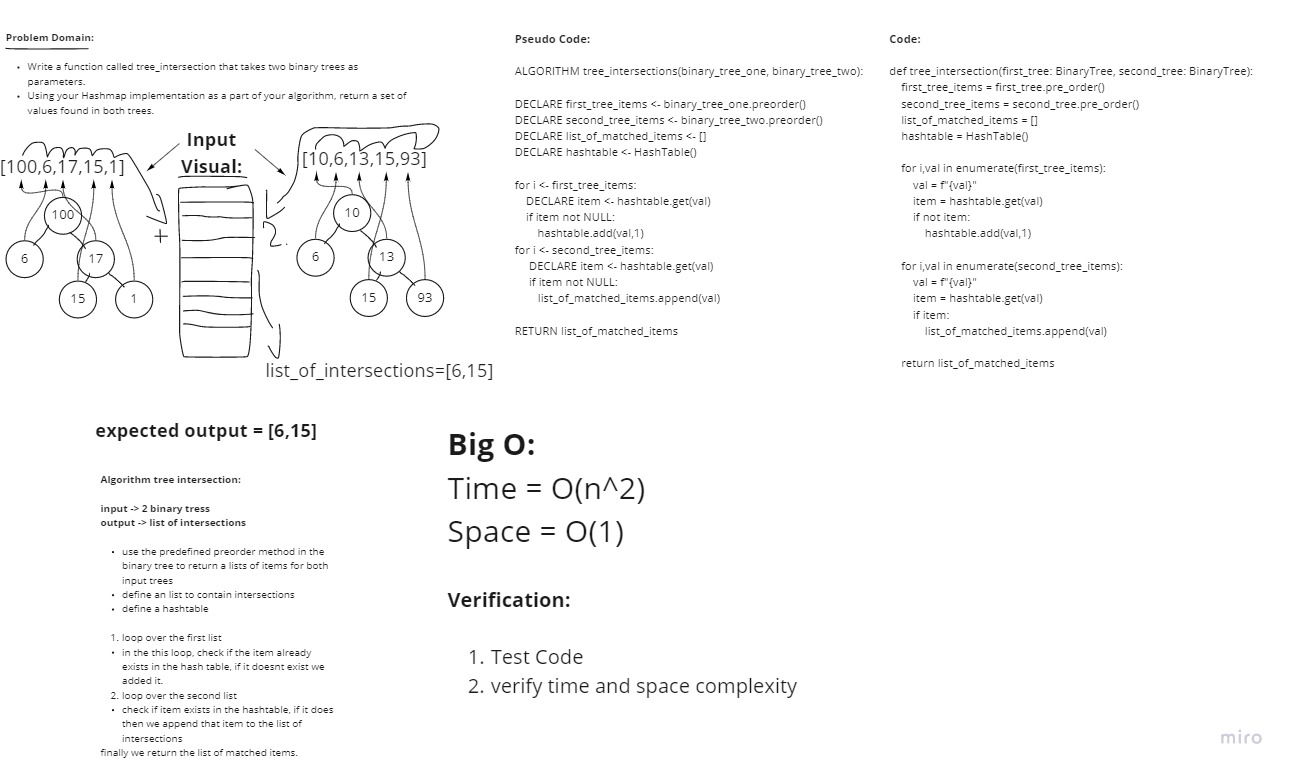 Problem Domain:
• Write a function called tree_intersection that takes two binary trees as
parameters.
• Using your Hashmap implementation as a part of your algorithm, return a set of
values found in both trees.
Input
Visual:
[100,6,17,15,1]
100
6
17
15
1
+
2.
[10,6,13,15,93]
10
6
13
15
93
list_of_intersections=[6,15]
Pseudo Code:
ALGORITHM tree_intersections(binary_tree_one, binary_tree_two):
DECLARE first_tree_items <- binary_tree_one.preorder()
DECLARE second_tree_items <- binary_tree_two.preorder()
DECLARE list_of_matched_items <- []
DECLARE hashtable <- HashTable()
for i <- first_tree_items:
DECLARE item <- hashtable.get(val)
if item not NULL:
hashtable.add(val,1)
for i <- second_tree_items:
DECLARE item <- hashtable.get(val)
if item not NULL:
list_of_matched_items.append(val)
RETURN list_of_matched_items
Code:
def tree_intersection(first_tree: BinaryTree, second_tree: BinaryTree):
first_tree_items = first_tree.pre_order()
second_tree_items = second_tree.pre_order()
list_of_matched_items = []
hashtable = HashTable()
for i,val in enumerate(first_tree_items):
val = f"{val}"
item = hashtable.get(val)
if not item:
hashtable.add(val,1)
for i,val in enumerate(second_tree_items):
val = f"{val}"
item = hashtable.get(val)
if item:
list_of_matched_items.append(val)
return list_of_matched_items
expected output = [6,15]
Algorithm tree intersection:
input -> 2 binary tress
output -> list of intersections
• use the predefined preorder method in the
binary tree to return a lists of items for both
input trees
• define an list to contain intersections
• define a hashtable
1. loop over the first list
• in the this loop, check if the item already
exists in the hash table, if it doesnt exist we
added it.
2. loop over the second list
• check if item exists in the hashtable, if it does
then we append that item to the list of
intersections
finally we return the list of matched items.
Big O:
Time = O(n^2)
Space = O(1)
Verification:
1. Test Code
2. verify time and space complexity
miro